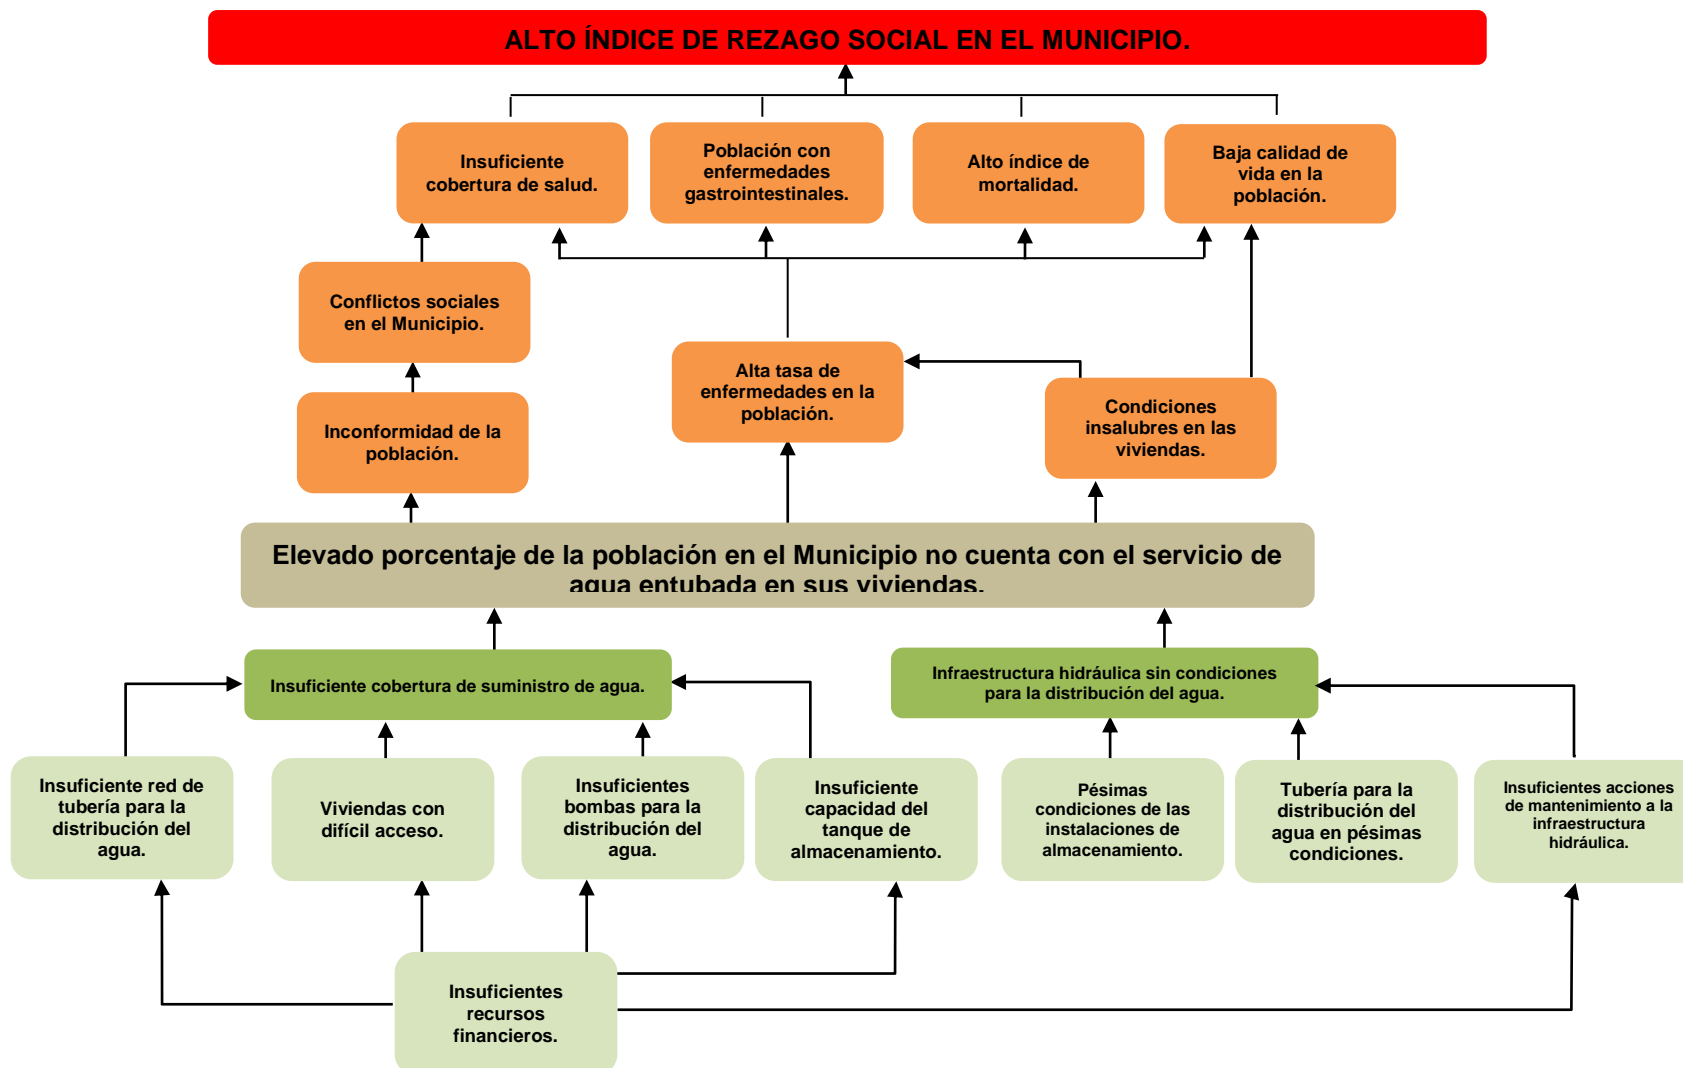 ALTO ÍNDICE DE REZAGO SOCIAL EN EL MUNICIPIO.
Insuficiente
cobertura de salud.
Población con
enfermedades
gastrointestinales.
Alto índice de
mortalidad.
Baja calidad de
vida en la
población.
Conflictos sociales
en el Municipio.
Alta tasa de
enfermedades en la
población.
Condiciones
insalubres en las
viviendas.
Inconformidad de la
población.
Elevado porcentaje de la población en el Municipio no cuenta con el servicio de
agua entubada en sus viviendas.
Insuficiente cobertura de suministro de agua.
Infraestructura hidráulica sin condiciones
para la distribución del agua.
Insuficiente red de
tubería para la
distribución del
agua.
Viviendas con
difícil acceso.
Insuficientes
bombas para la
distribución del
agua.
Insuficiente
capacidad del
tanque de
almacenamiento.
Pésimas
condiciones de las
instalaciones de
almacenamiento.
Tubería para la
distribución del
agua en pésimas
condiciones.
Insuficientes acciones
de mantenimiento a la
infraestructura
hidráulica.
Insuficientes
recursos
financieros.